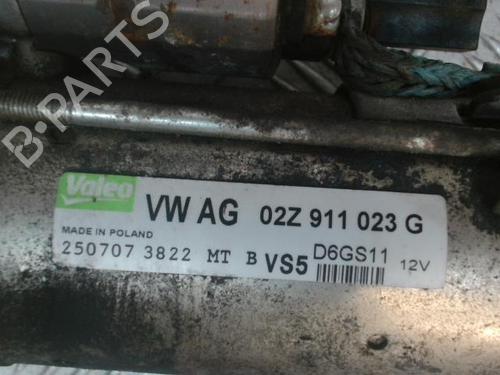 B-PARTS
Valeo VW AG 02Z 911 023 G
MADE IN POLAND
250707 3822 MT B VS5 D6GS11 12V